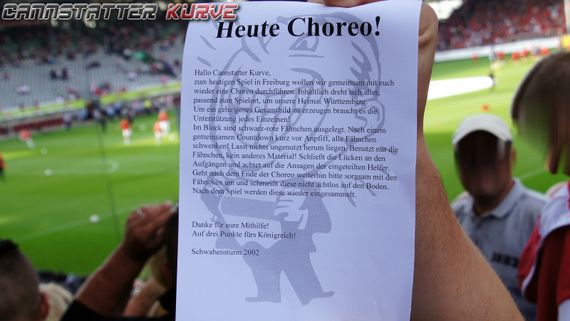 CANNSTATTER KURVE
Heute Choreo!
Hallo Cannstatter Kurve,
zum heutigen Spiel in Freiburg wollen wir gemeinsam mit euch
wieder eine Choreo durchführen. Inhaltlich dreht sich alles,
passend zum Spielort, um unsere Heimat Württemberg.
Um ein gelungenes Gesamtbild zu erzeugen brauchts es die
Unterstützung jedes Einzelnen!
Im Block sind schwarz-rote Fähnchen ausgelegt. Nach einem
gemeinsamen Countdown kurz vor Anpfiff, alle Fähnchen
schwenken! Lasst nichts ungenutzt herum liegen! Benutzt nur die
Fähnchen, kein anderes Material! Schließt die Lücken an den
Aufgängen und achtet auf die Ansagen der eingeteilten Helfer.
Geht nach dem Ende der Choreo weiterhin bitte sorgsam mit den
Fähnchen um und schmeißt diese nicht achtlos auf den Boden.
Nach dem Spiel werden diese wieder eingesammelt.
Danke für eure Mithilfe!
Auf drei Punkte fürs Königreich!
Schwabensturm 2002